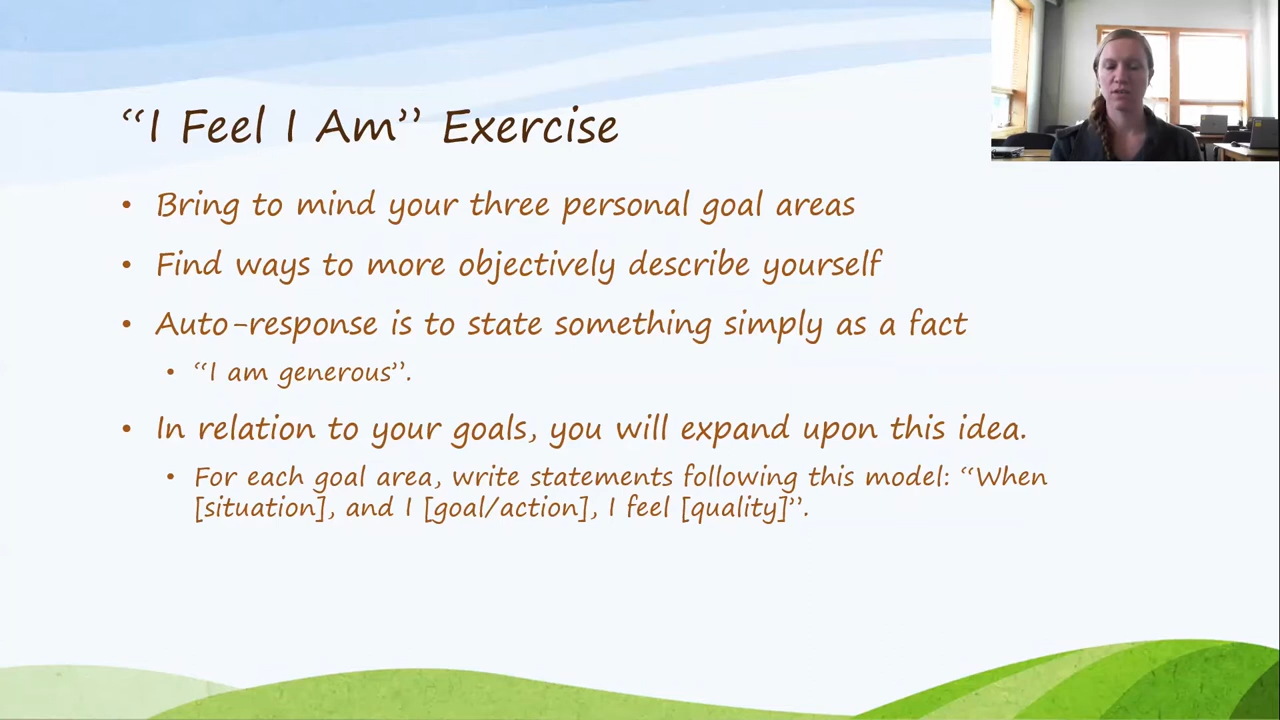 “I Feel I Am” Exercise
• Bring to mind your three personal goal areas
• Find ways to more objectively describe yourself
• Auto-response is to state something simply as a fact
• “I am generous”.
• In relation to your goals, you will expand upon this idea.
• For each goal area, write statements following this model: “When
[situation], and I [goal/action], I feel [quality]”.